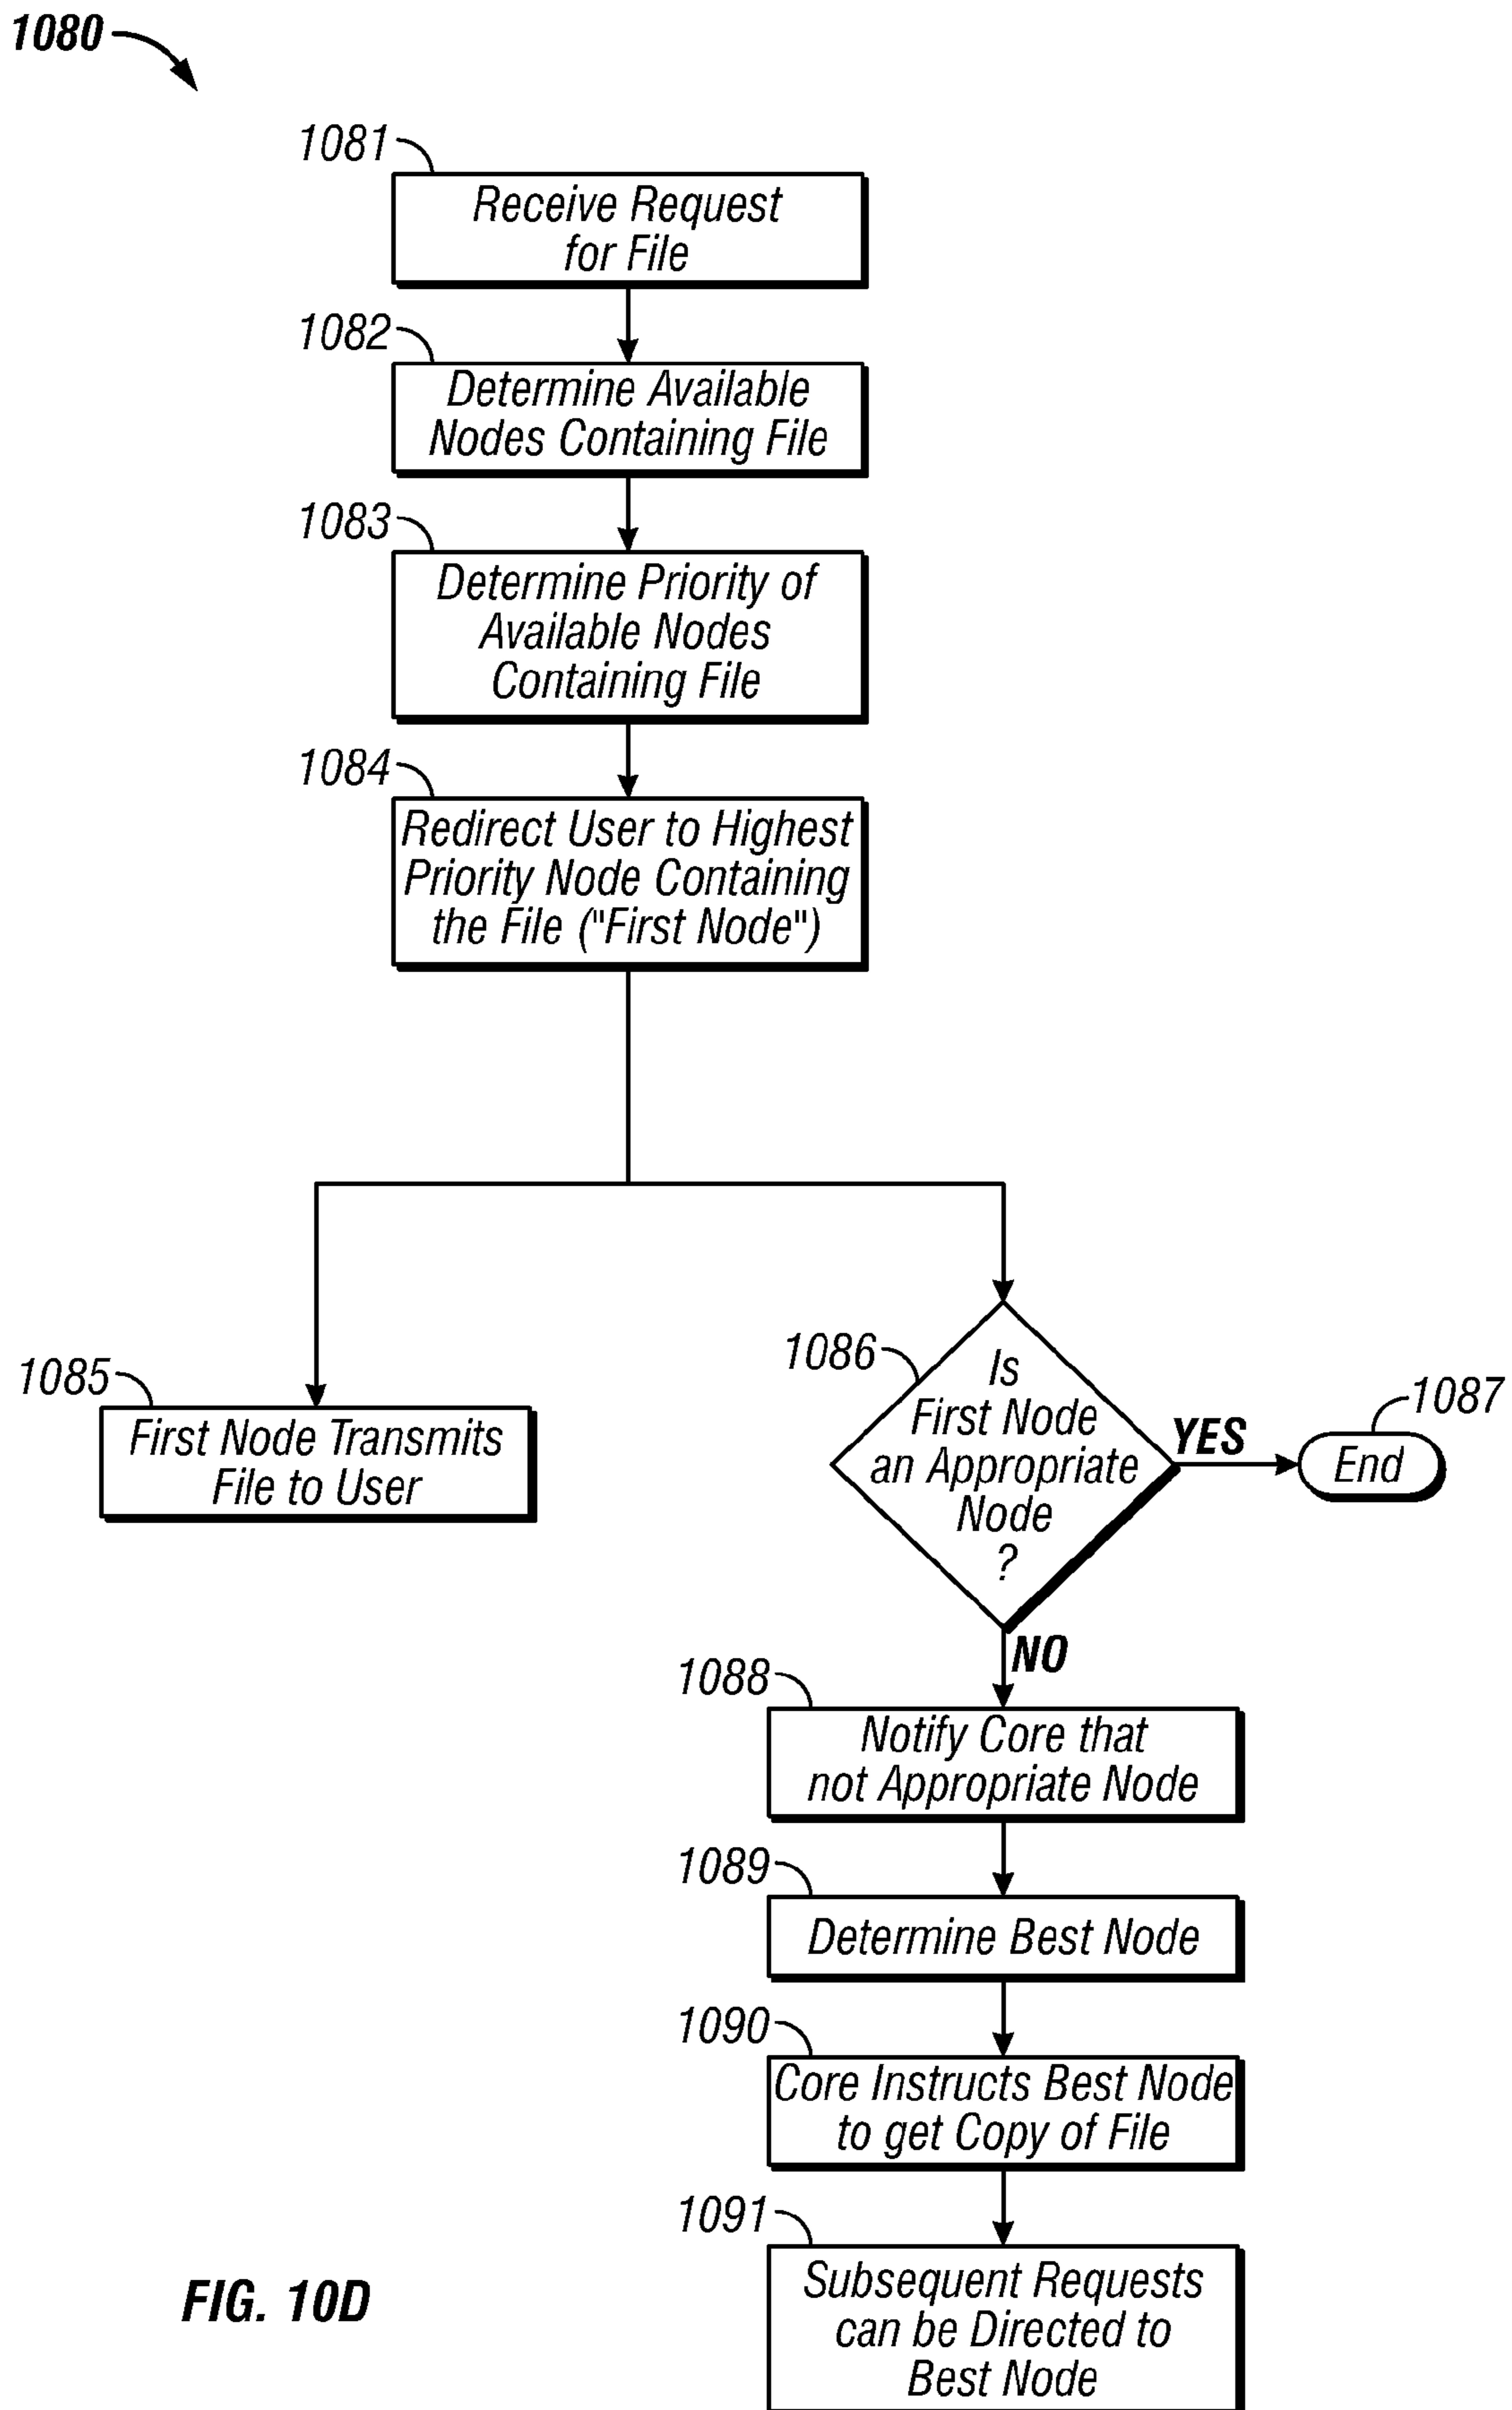 1080
1081
Receive Request
for File
1082
Determine Available
Nodes Containing File
1083
Determine Priority of
Available Nodes
Containing File
1084
Redirect User to Highest
Priority Node Containing
the File ("First Node")
1085
First Node Transmits
File to User
1086
Is
First Node
an Appropriate
Node
?
YES
1087
End
NO
1088
Notify Core that
not Appropriate Node
1089
Determine Best Node
1090
Core Instructs Best Node
to get Copy of File
1091
Subsequent Requests
can be Directed to
Best Node
FIG. 10D